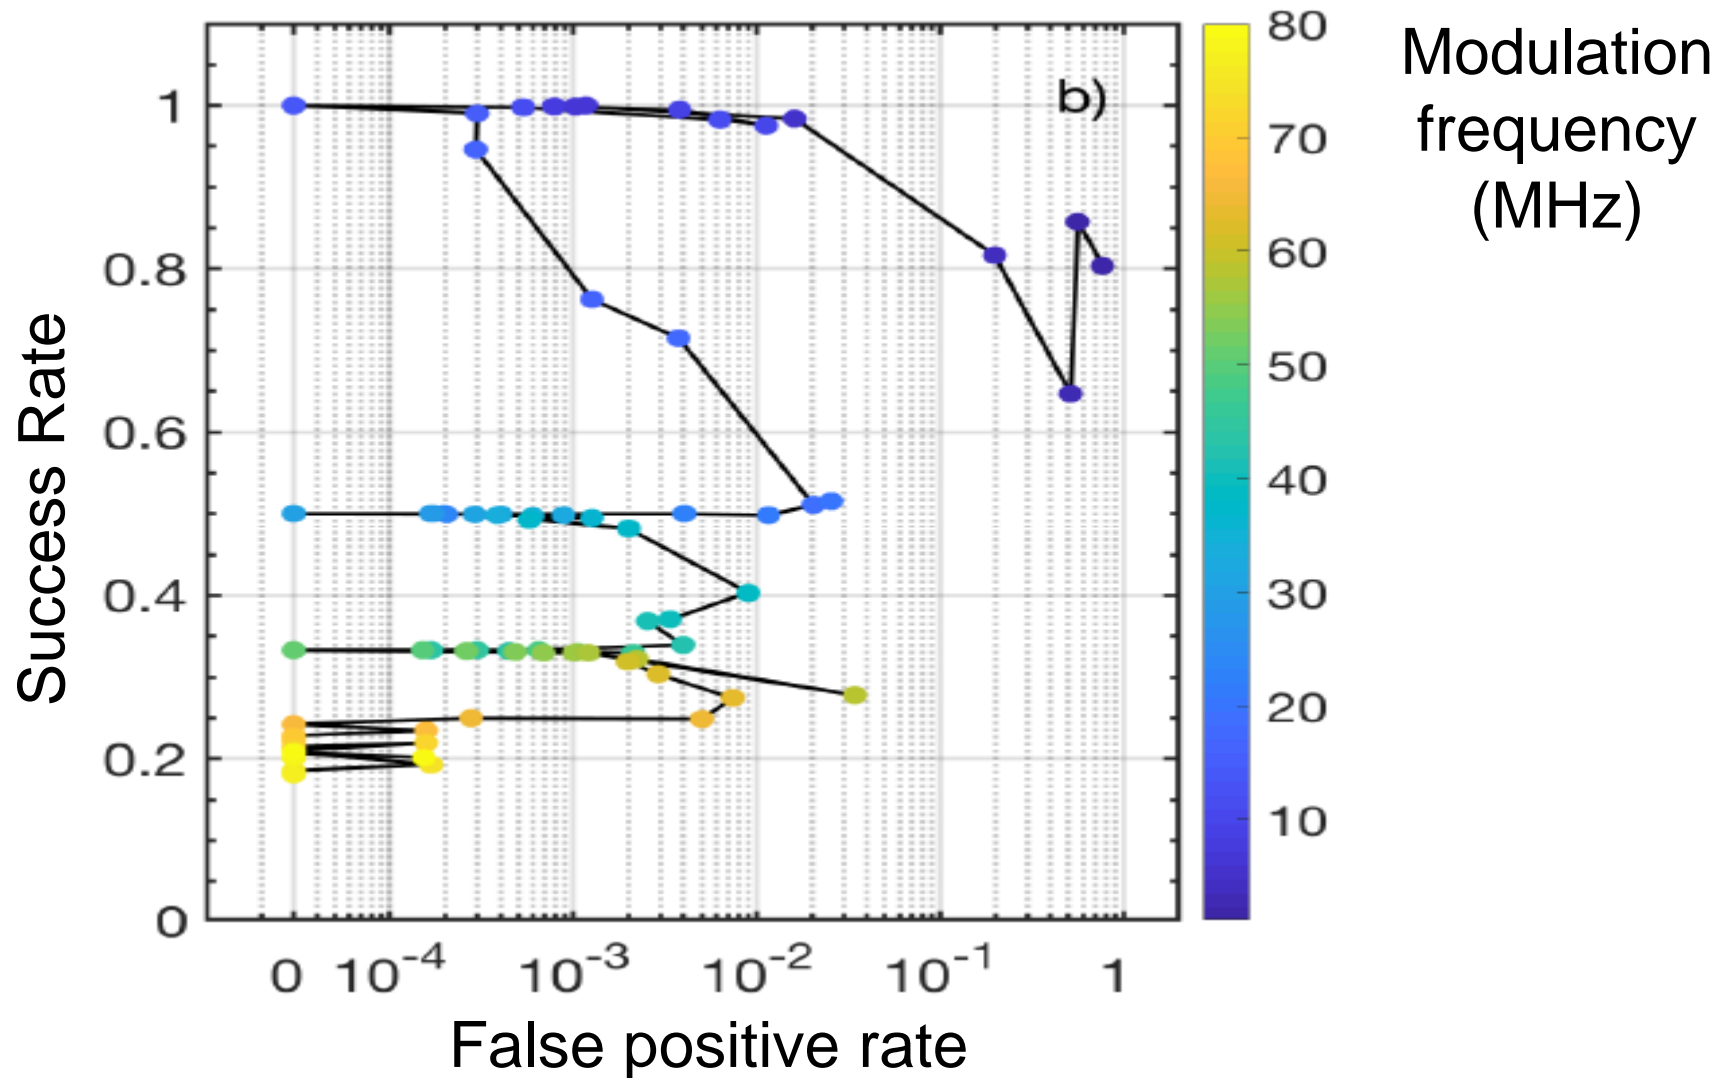 b)
Modulation
frequency
(MHz)
80
70
60
50
40
30
20
10
Success Rate
1
0.8
0.6
0.4
0.2
0
0 10⁻⁴ 10⁻³ 10⁻² 10⁻¹ 1
False positive rate